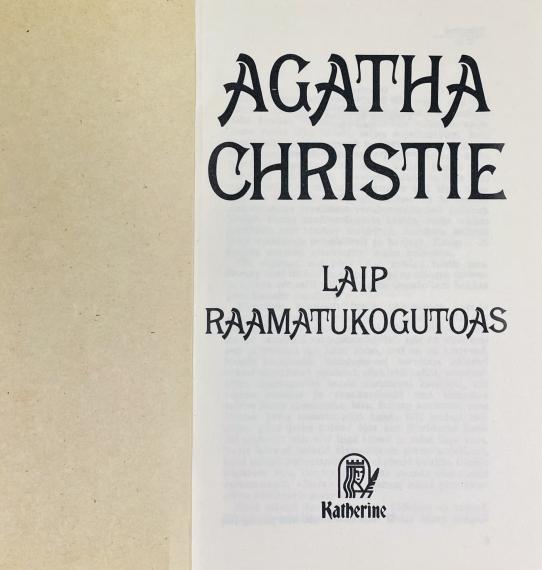 AGATHA
CHRISTIE
LAIP
RAAMATUKOGUTOAS
Katherine